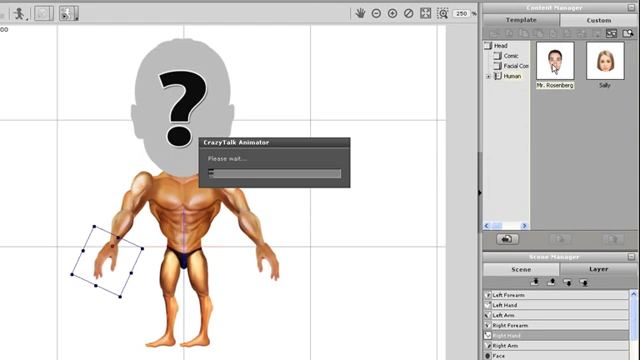 Content Manager
250
Template
Custom
00
Head
Comic
Facial Com
Human
Mr. Rosenberg
Sally
?
CrazyTalk Animator
Please wait...
Scene Manager
Scene
Layer
Left Forearm
Left Hand
Left Arm
Right Forearm
Right Hand
Right Arm
Face